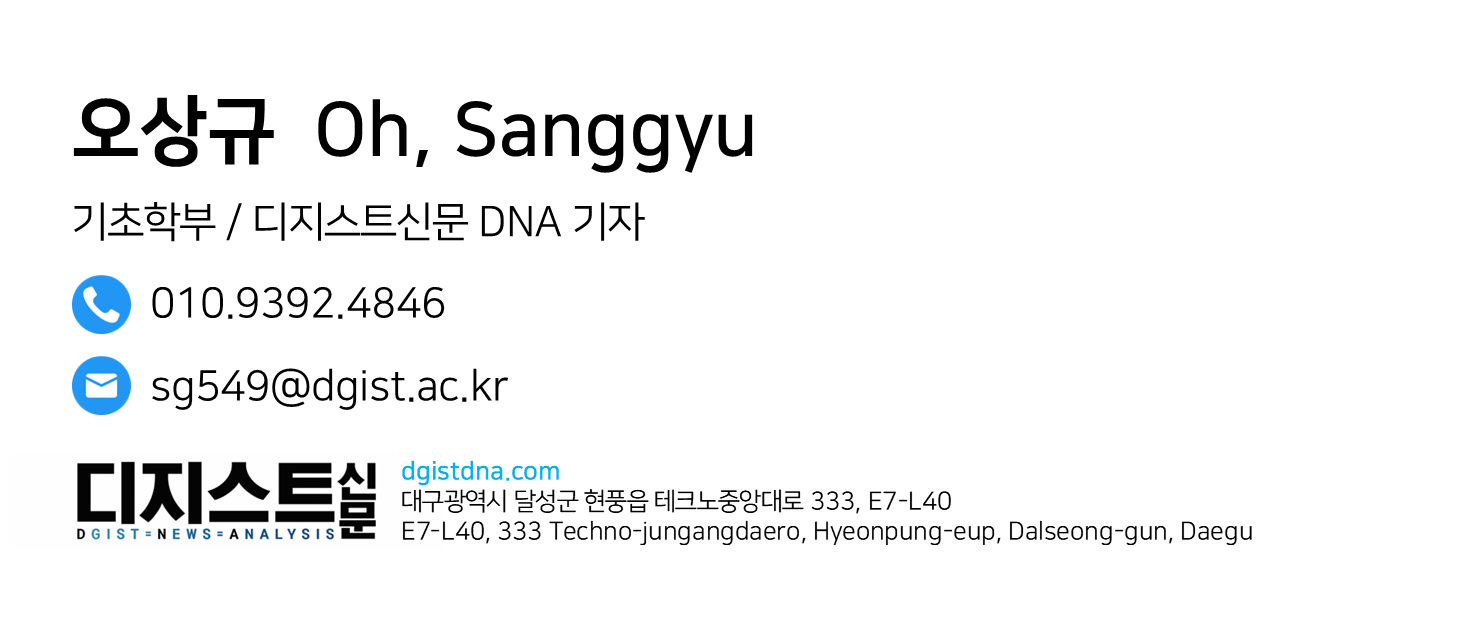 오상규 Oh, Sanggyu
기초학부 / 디지스트신문 DNA 기자
010.9392.4846
sg549@dgist.ac.kr
디지스트신문
DGIST=NEWS=ANALYSIS
dgistdna.com
대구광역시 달성군 현풍읍 테크노중앙대로 333, E7-L40
E7-L40, 333 Techno-jungangdaero, Hyeonpung-eup, Dalseong-gun, Daegu